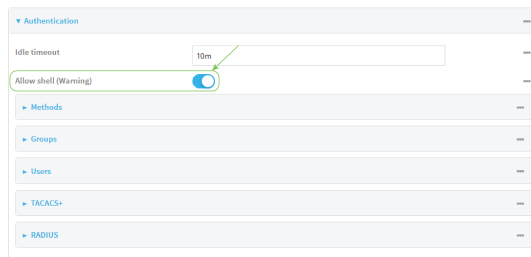 Authentication
Idle timeout
10m
Allow shell (Warning)
Methods
Groups
Users
TACACS+
RADIUS